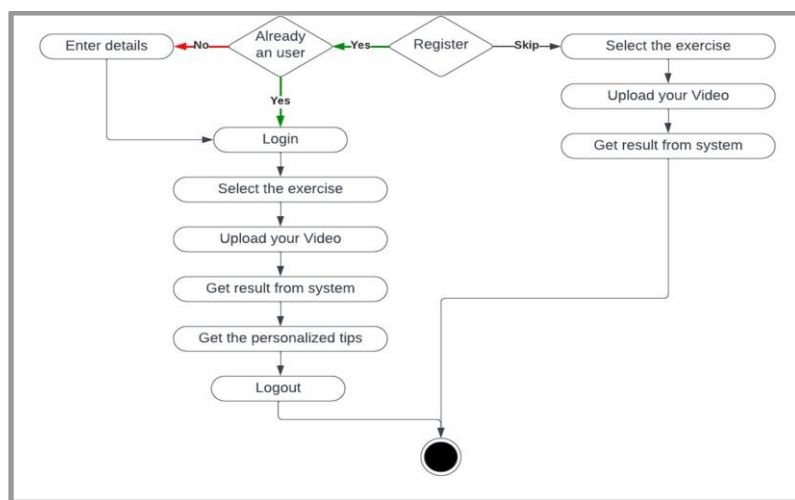 Enter details
No
Already
an user
Yes
Register
Skip
Select the exercise
Yes
Upload your Video
Login
Get result from system
Select the exercise
Upload your Video
Get result from system
Get the personalized tips
Logout